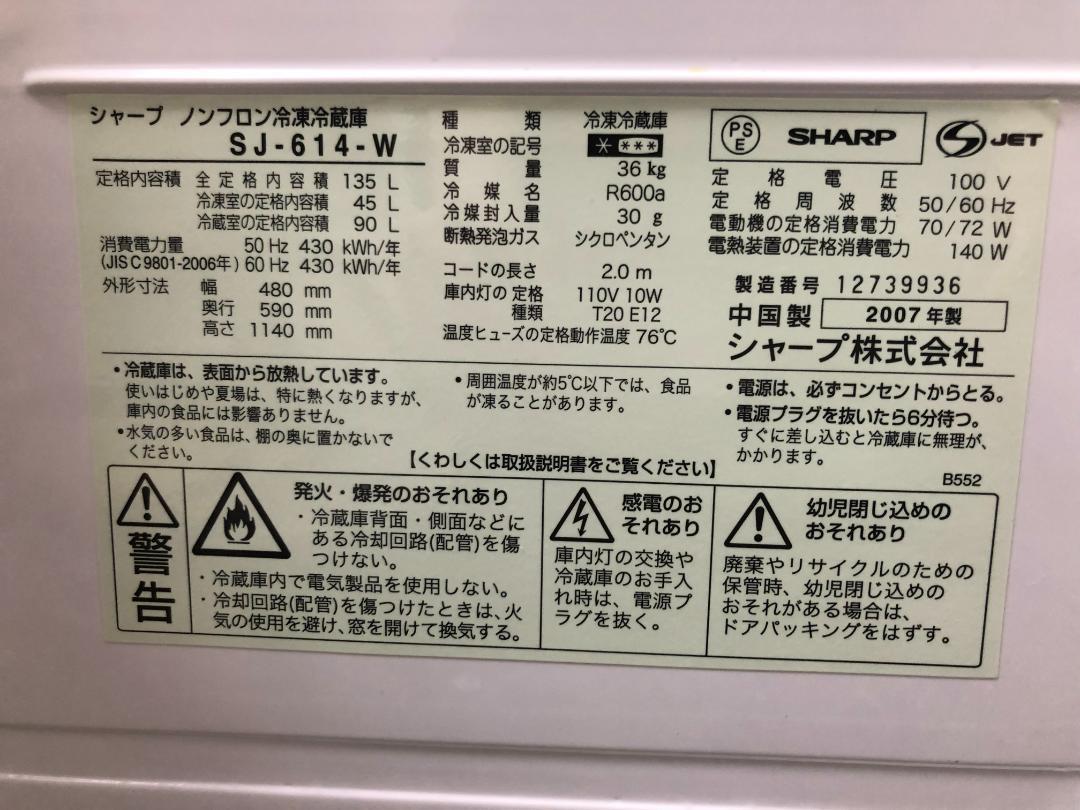 シャープ ノンフロン冷凍冷蔵庫
SJ-614-W
定格内容積 全定格内容積 135 L
冷凍室の定格内容積 45 L
冷蔵室の定格内容積 90 L
消費電力量 50 Hz 430 kWh/年
(JIS C 9801-2006年) 60 Hz 430 kWh/年
外形寸法 幅 480 mm
奥行 590 mm
高さ 1140 mm
種類 冷凍冷蔵庫
冷凍室の記号 * ***
質量 36 kg
冷媒名 R600a
冷媒封入量 30 g
断熱発泡ガス シクロペンタン
コードの長さ 2.0 m
庫内灯の定格 110V 10W
種類 T20 E12
温度ヒューズの定格動作温度 76℃
PS
E
SHARP
S JET
定格電圧 100 V
定格周波数 50/60 Hz
電動機の定格消費電力 70/72 W
電熱装置の定格消費電力 140 W
製造番号 12739936
中国製 2007年製
シャープ株式会社
・冷蔵庫は、表面から放熱しています。
使いはじめや夏場は、特に熱くなりますが、
庫内の食品には影響ありません。
・水気の多い食品は、棚の奥に置かないで
ください。
・周囲温度が約5℃以下では、食品
が凍ることがあります。
・電源は、必ずコンセントからとる。
・電源プラグを抜いたら6分待つ。
すぐに差し込むと冷蔵庫に無理が、
かかります。
【くわしくは取扱説明書をご覧ください】
B552
警告
発火・爆発のおそれあり
・冷蔵庫背面・側面などに
ある冷却回路(配管)を傷
つけない。
・冷蔵庫内で電気製品を使用しない。
・冷却回路(配管)を傷つけたときは、火
気の使用を避け、窓を開けて換気する。
感電のお
それあり
庫内灯の交換や
冷蔵庫のお手入
れ時は、電源プ
ラグを抜く。
幼児閉じ込めの
おそれあり
廃棄やリサイクルのための
保管時、幼児閉じ込めの
おそれがある場合は、
ドアパッキングをはずす。